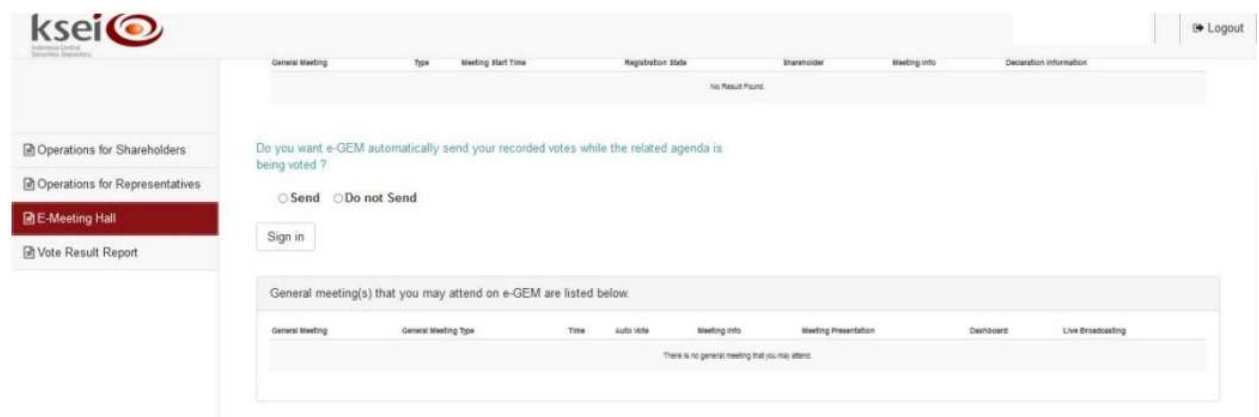 ksei
Indonesia Central
Securities Depository
Logout
General Meeting Type Meeting Start Time Registration State Shareholder Meeting Info Declaration Information
No Result Found.
Operations for Shareholders
Operations for Representatives
E-Meeting Hall
Vote Result Report
Do you want e-GEM automatically send your recorded votes while the related agenda is
being voted ?
Send Do not Send
Sign in
General meeting(s) that you may attend on e-GEM are listed below.
General Meeting General Meeting Type Time Auto Vote Meeting Info Meeting Presentation Dashboard Live Broadcasting
There is no general meeting that you may attend.